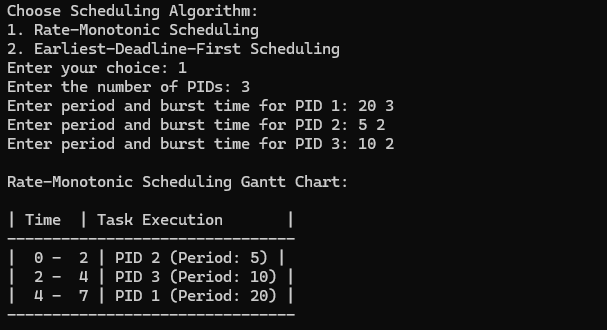 Choose Scheduling Algorithm:
1. Rate-Monotonic Scheduling
2. Earliest-Deadline-First Scheduling
Enter your choice: 1
Enter the number of PIDs: 3
Enter period and burst time for PID 1: 20 3
Enter period and burst time for PID 2: 5 2
Enter period and burst time for PID 3: 10 2

Rate-Monotonic Scheduling Gantt Chart:

| Time  | Task Execution       |
--------------------------------
|  0 -  2 | PID 2 (Period: 5) |
|  2 -  4 | PID 3 (Period: 10) |
|  4 -  7 | PID 1 (Period: 20) |
--------------------------------